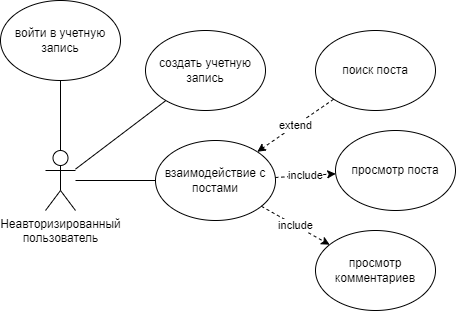 войти в учетную
запись
создать учетную
запись
поиск поста
extend
взаимодействие с
постами
include
просмотр поста
Неавторизированный
пользователь
include
просмотр
комментариев